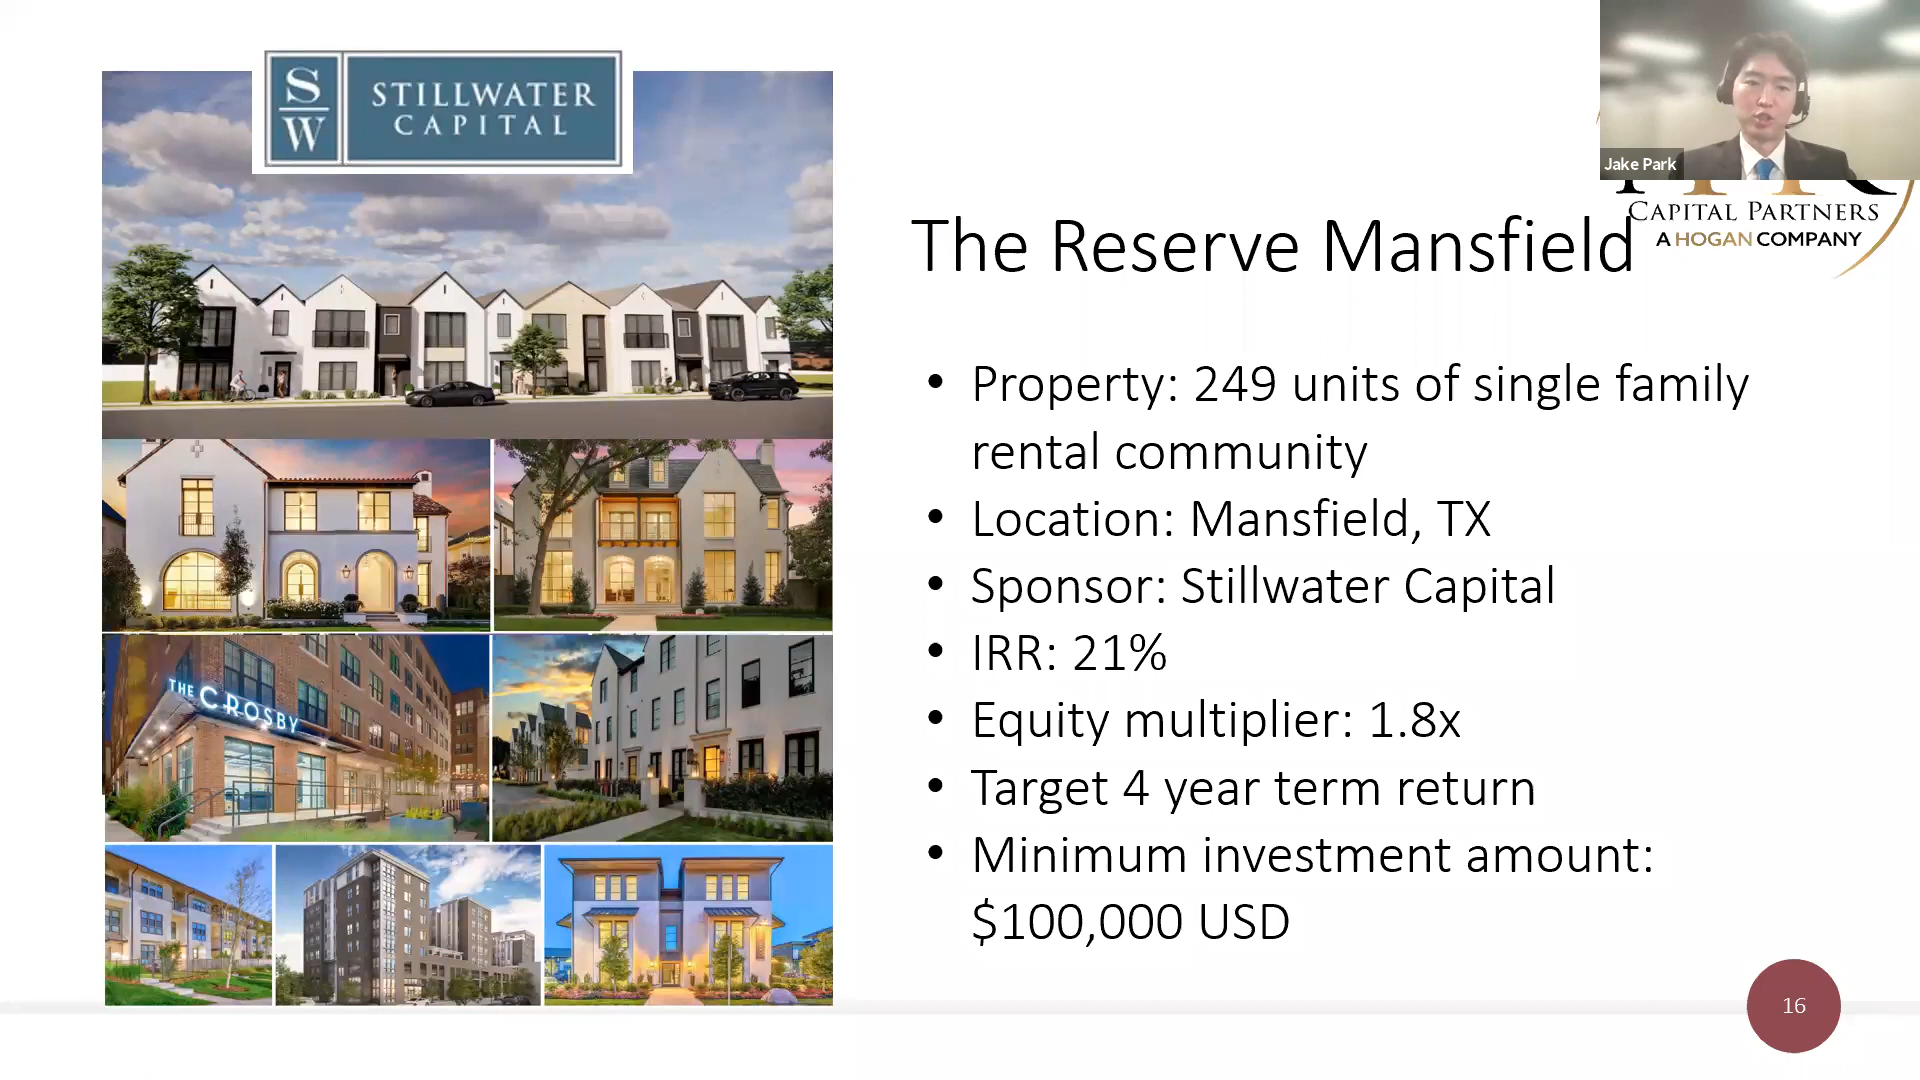 S
W
STILLWATER
CAPITAL
Jake Park
CAPITAL PARTNERS
A HOGAN COMPANY
The Reserve Mansfield
• Property: 249 units of single family
rental community
• Location: Mansfield, TX
• Sponsor: Stillwater Capital
• IRR: 21%
• Equity multiplier: 1.8x
• Target 4 year term return
• Minimum investment amount:
$100,000 USD
THE CROSBY
16